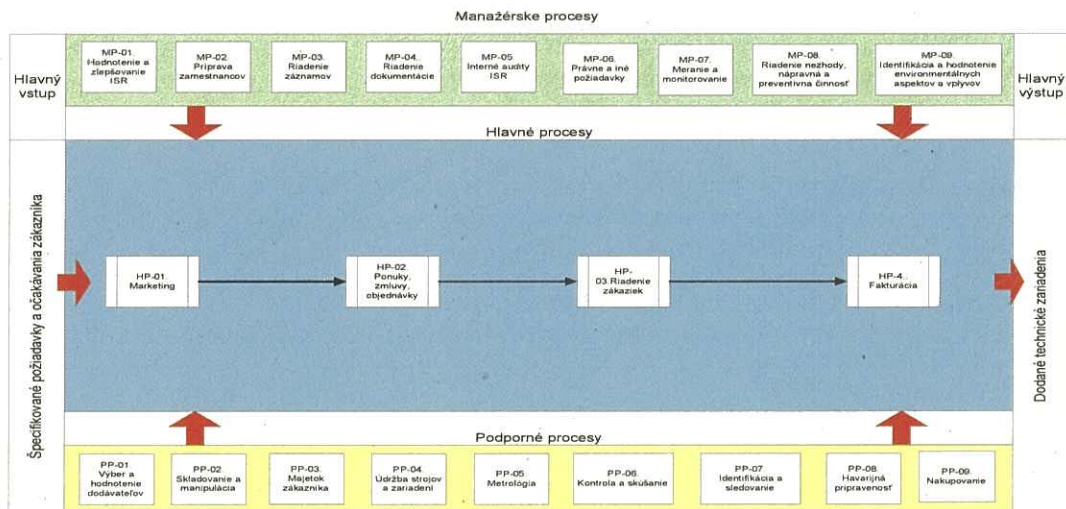 Manažérske procesy
Hlavný
vstup
MP-01.
Hadnotenie a
zlepšovanie
ISR
MP-02
Príprava
zamestnancov
MP-03.
Riadenie
záznamov
MP-04.
Riadenie
dokumentácie
MP-05
Interné audity
ISR
MP-06.
Právne a iné
požiadavky
MP-07.
Meranie a
monitorovanie
MP-08.
Riadenie nezhody,
nápravná a
preventívna činnosť
MP-09.
Identifikácia a hodnotenie
environmentálnych
aspektov a vplyvov
Hlavný
výstup
Hlavné procesy
Špecifikované požiadavky a očakávania zákazníka
HP-01.
Marketing
HP-02
Ponuky,
zmluvy,
objednávky
HP-
03.Riadenie
zákaziek
HP-4..
Fakturácia
Dodané technické zariadenia
Podporné procesy
PP-01.
Výber a
hodnotenie
dodávateľov
PP-02
Skladovanie a
manipulácia
PP-03.
Majetok
zákazníka
PP-04.
Údržba strojov
a zariadení
PP-05
Metrológia
PP-06.
Kontrola a skúšanie
PP-07
Identifikácia a
sledovanie
PP-08.
Havarijná
pripravenosť
PP-09.
Nakupovanie